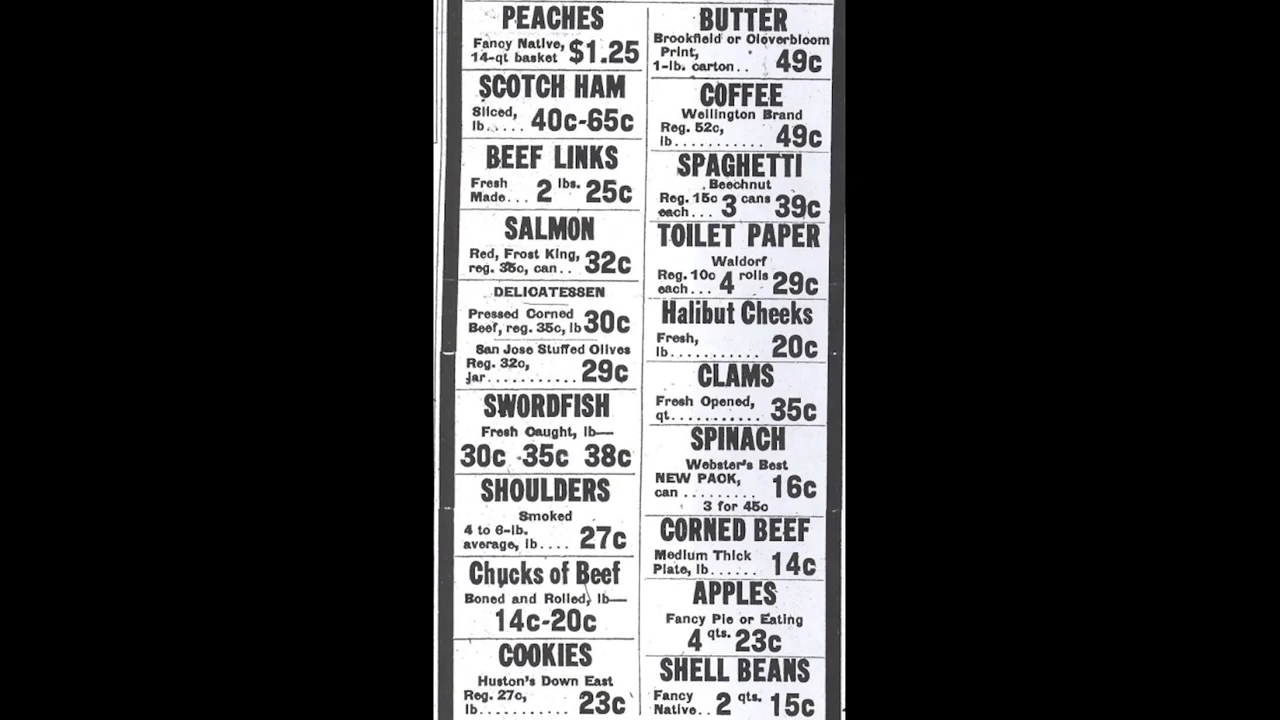 PEACHES
Fancy Native,
14-qt basket $1.25
SCOTCH HAM
Sliced,
lb..... 40c-65c
BEEF LINKS
Fresh
Made... 2 lbs. 25c
SALMON
Red, Frost King,
reg. 35c, can.. 32c
DELICATESSEN
Pressed Corned
Beef, reg. 35c, lb 30c
San Jose Stuffed Olives
Reg. 32c,
jar........... 29c
SWORDFISH
Fresh Caught, lb—
30c 35c 38c
SHOULDERS
Smoked
4 to 6-lb.
average, lb.... 27c
Chucks of Beef
Boned and Rolled, lb—
14c-20c
COOKIES
Huston's Down East
Reg. 27c,
lb........... 23c
BUTTER
Brookfield or Cloverbloom
Print,
1-lb. carton.. 49c
COFFEE
Wellington Brand
Reg. 52c,
lb........... 49c
SPAGHETTI
Beechnut
Reg. 15c 3 cans 39c
each...
TOILET PAPER
Waldorf
Reg. 10c 4 rolls 29c
each...
Halibut Cheeks
Fresh,
lb........... 20c
CLAMS
Fresh Opened,
qt........... 35c
SPINACH
Webster's Best
NEW PACK,
can ......... 16c
3 for 45c
CORNED BEEF
Medium Thick
Plate, lb...... 14c
APPLES
Fancy Pie or Eating
4 qts. 23c
SHELL BEANS
Fancy
Native.. 2 qts. 15c